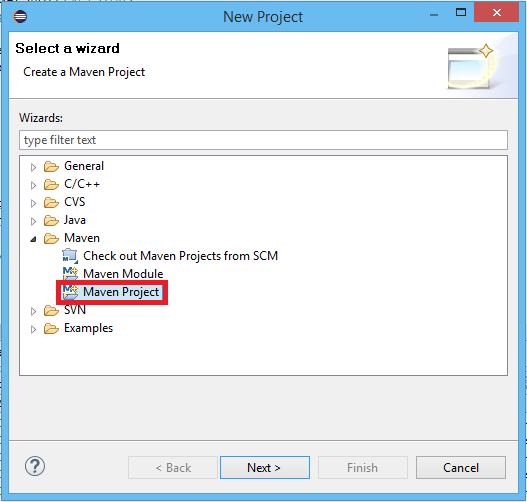 New Project
Select a wizard
Create a Maven Project
Wizards:
type filter text
General
C/C++
CVS
Java
Maven
Check out Maven Projects from SCM
Maven Module
Maven Project
SVN
Examples
?
< Back
Next >
Finish
Cancel